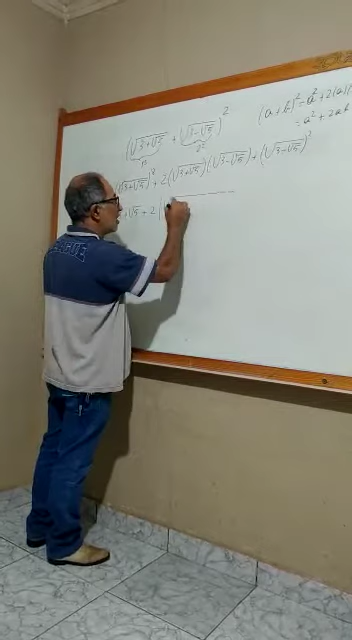 (√3+√5 + √3-√5)²
(a+b)² = a² + 2(a)(
= a² + 2ab
(√3+√5)² + 2(√3+√5)(√3-√5) + (√3-√5)²
+√5 + 2√
LEAGUE